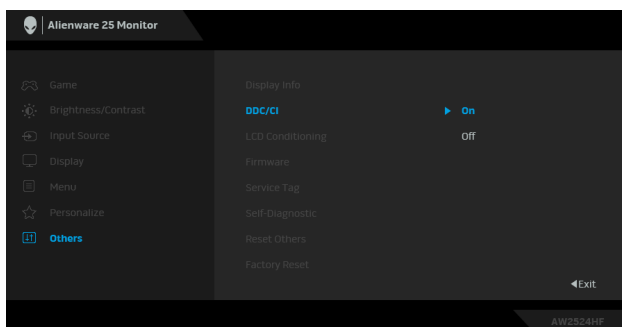 Alienware 25 Monitor
Game
Display Info
Brightness/Contrast
DDC/CI
On
Input Source
LCD Conditioning
Off
Display
Firmware
Menu
Service Tag
Personalize
Self-Diagnostic
Others
Reset Others
Factory Reset
Exit
AW2524HF